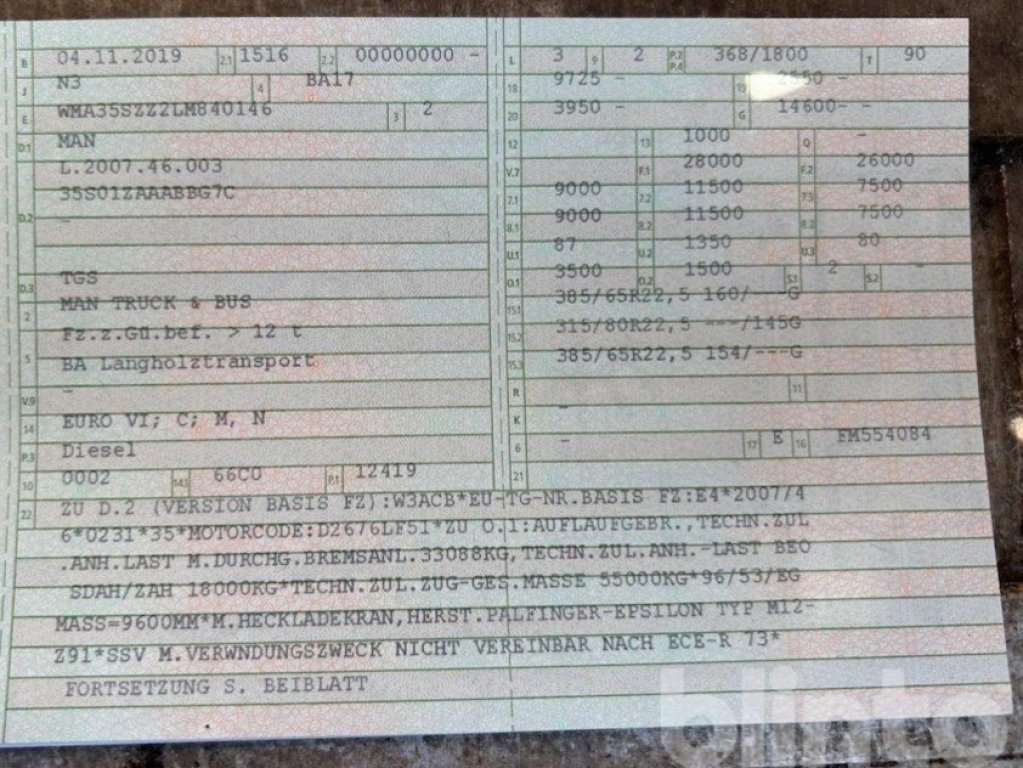 B 04.11.2019 2.1 1516 2.2 00000000 -
J N3 4 BA17
E WMA35SZZ2LM840146 3 2
D.1 MAN
L.2007.46.003
35S01ZAAABBG7C
D.2 -
D.3 TGS
2 MAN TRUCK & BUS
Fz.z.Gü.bef. > 12 t
5 BA Langholztransport
V.9 -
14 EURO VI; C; M, N
P.3 Diesel
10 0002 14.1 66C0 P.1 12419
L 3 9 2 P.2 P.4 368/1800 T 90
18 9725 - 19 2550 -
20 3950 - G 14600- -
12 13 1000 Q -
V.7 F.1 28000 F.2 26000
7.1 9000 7.2 11500 7.3 7500
8.1 9000 8.2 11500 8.3 7500
U.1 87 U.2 1350 U.3 80
O.1 3500 O.2 1500 S.1 2 S.2 -
15.1 385/65R22,5 160/---G
15.2 315/80R22,5 ---/145G
15.3 385/65R22,5 154/---G
R 11
K -
6 - 17 E 16 FM554084
21
22 ZU D.2 (VERSION BASIS FZ):W3ACB*EU-TG-NR.BASIS FZ:E4*2007/4
6*0231*35*MOTORCODE:D2676LF51*ZU O.1:AUFLAUFGEBR.,TECHN.ZUL
.ANH.LAST M.DURCHG.BREMSANL.33088KG,TECHN.ZUL.ANH.-LAST BEO
SDAH/ZAH 18000KG*TECHN.ZUL.ZUG-GES.MASSE 55000KG*96/53/EG
MASS=9600MM*M.HECKLADEKRAN,HERST.PALFINGER-EPSILON TYP M12-
Z91*SSV M.VERWNDUNGSZWECK NICHT VEREINBAR NACH ECE-R 73*
FORTSETZUNG S. BEIBLATT
blinto